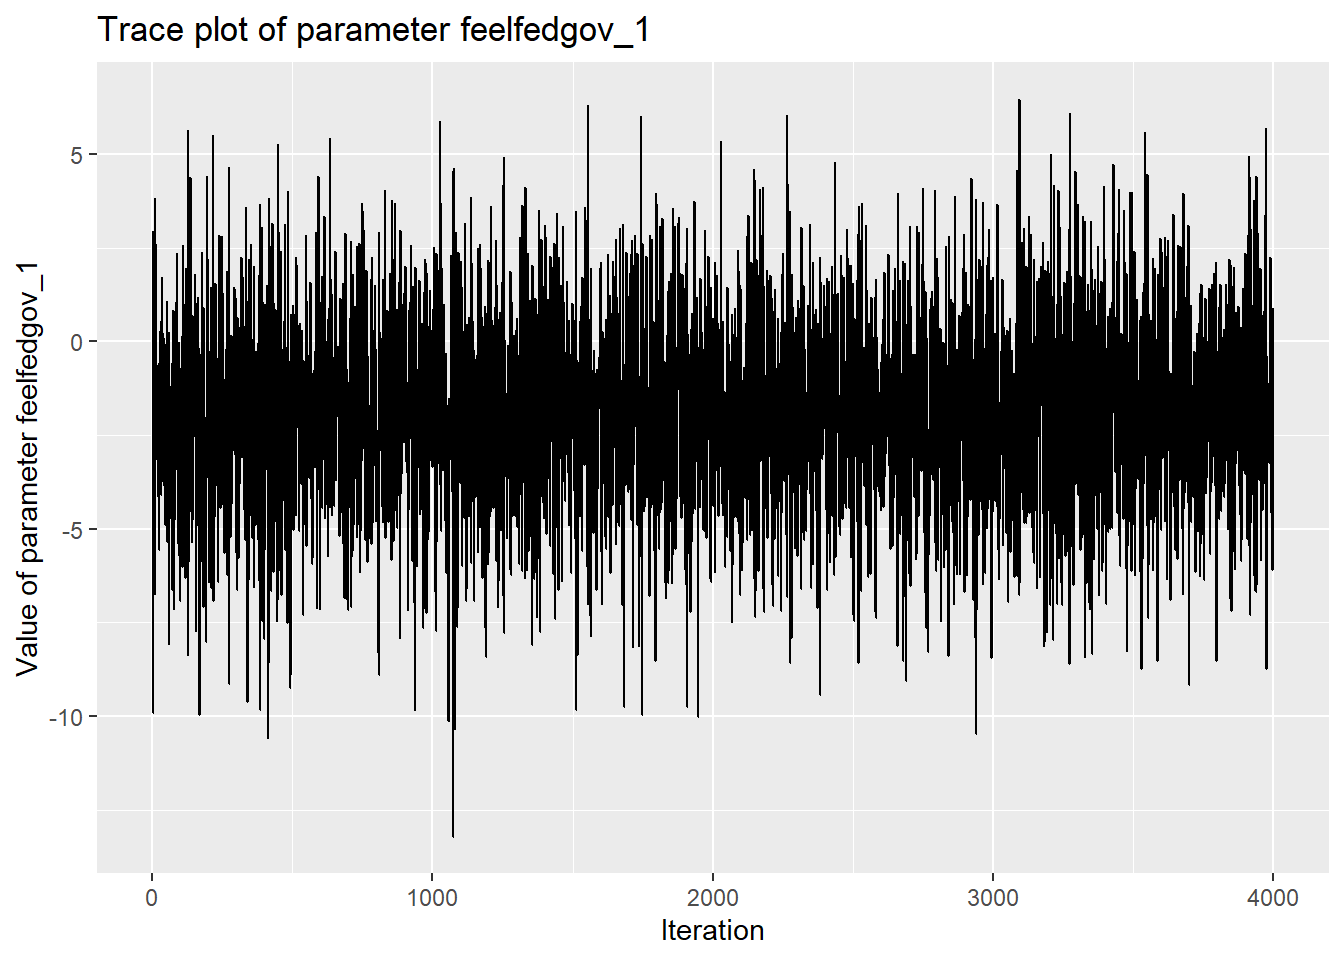 Trace plot of parameter feelfedgov_1
Value of parameter feelfedgov_1
5
0
-5
-10
0 1000 2000 3000 4000
Iteration